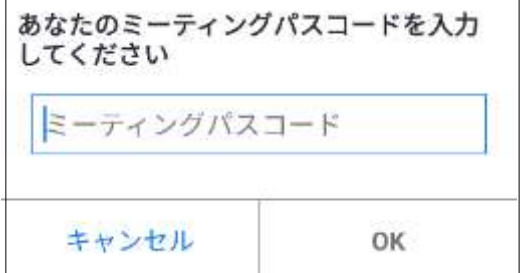 あなたのミーティングパスコードを入力
してください
ミーティングパスコード
キャンセル
OK